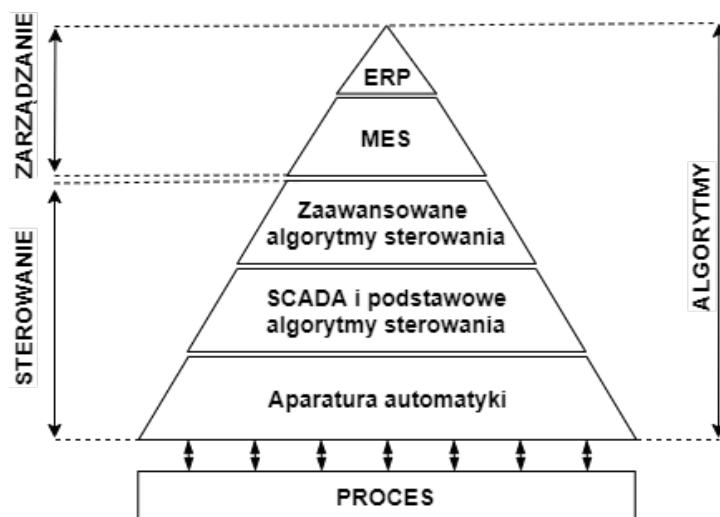 ZARZĄDZANIE
STEROWANIE
ERP
MES
Zaawansowane
algorytmy sterowania
SCADA i podstawowe
algorytmy sterowania
Aparatura automatyki
PROCES
ALGORYTMY